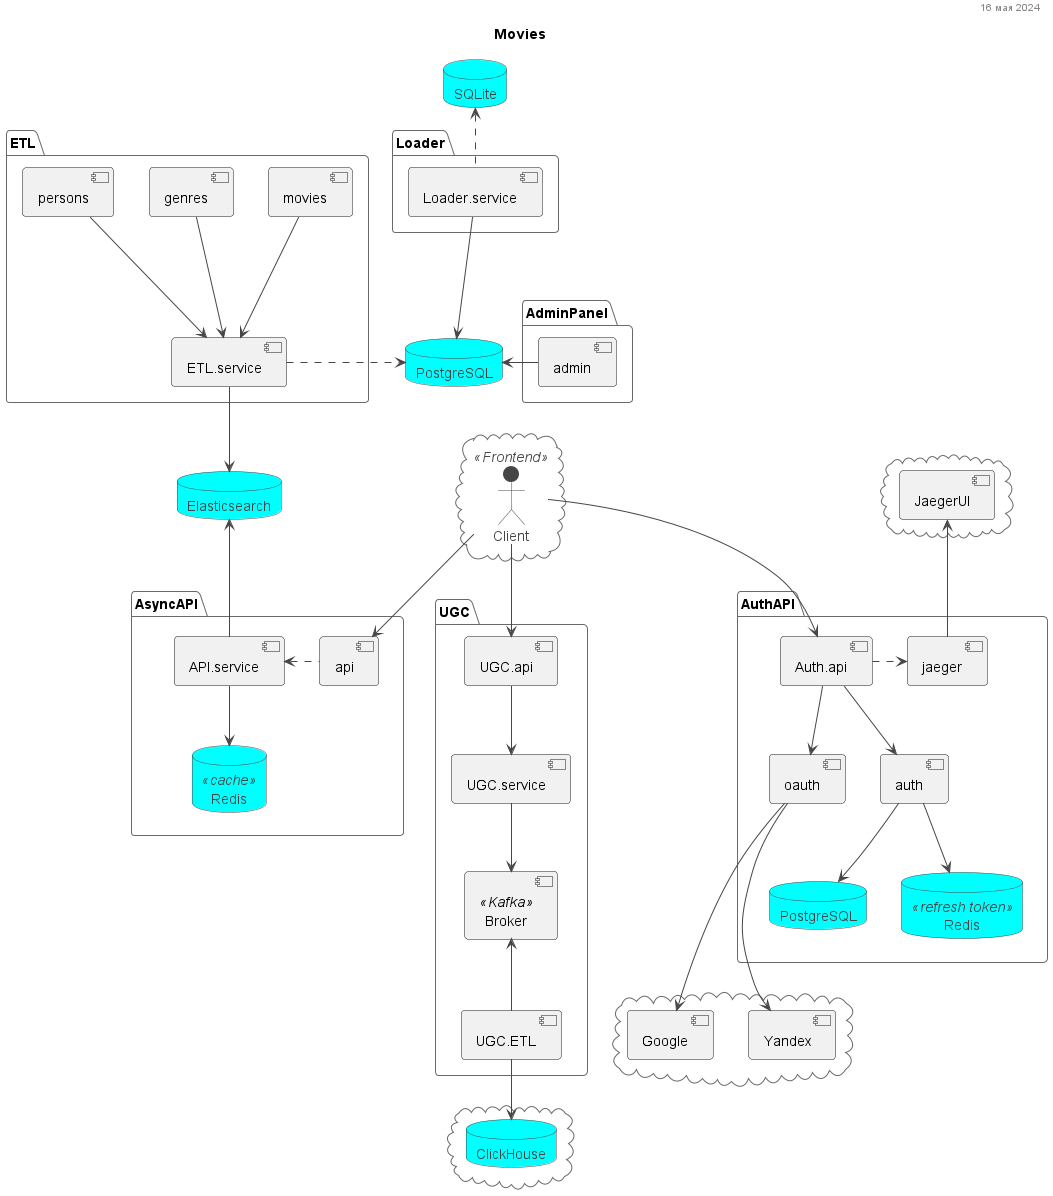 16 мая 2024
Movies
SQLite
ETL
Loader
persons
genres
movies
Loader.service
AdminPanel
ETL.service
PostgreSQL
admin
«Frontend»
Client
Elasticsearch
JaegerUI
AsyncAPI
UGC
AuthAPI
API.service
api
UGC.api
Auth.api
jaeger
«cache»
Redis
UGC.service
oauth
auth
«Kafka»
Broker
PostgreSQL
«refresh token»
Redis
UGC.ETL
Google
Yandex
ClickHouse